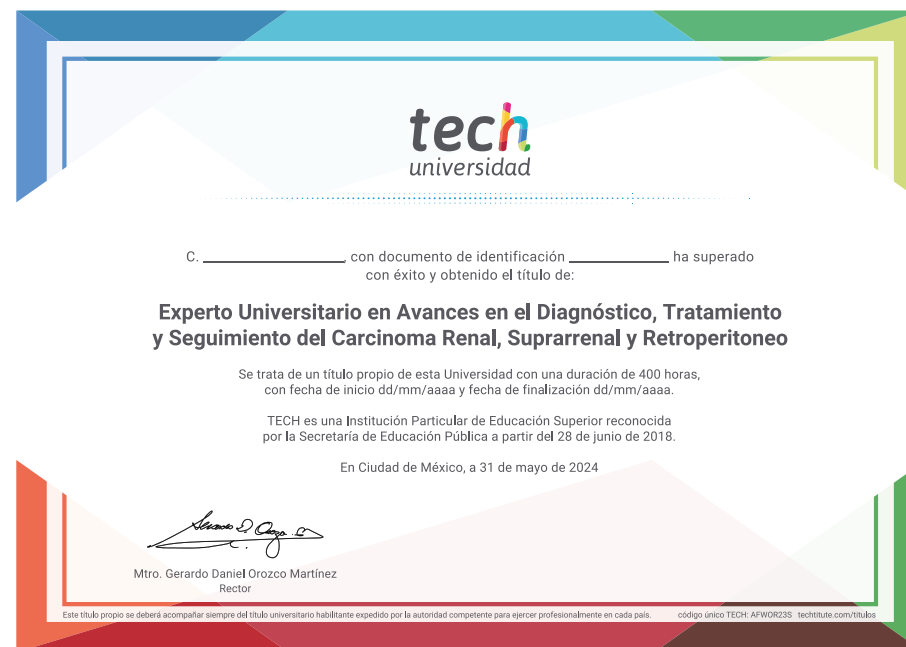 tech
universidad
C. ____________, con documento de identificación ____________ ha superado
con éxito y obtenido el título de:
Experto Universitario en Avances en el Diagnóstico, Tratamiento
y Seguimiento del Carcinoma Renal, Suprarrenal y Retroperitoneo
Se trata de un título propio de esta Universidad con una duración de 400 horas,
con fecha de inicio dd/mm/aaaa y fecha de finalización dd/mm/aaaa.
TECH es una Institución Particular de Educación Superior reconocida
por la Secretaría de Educación Pública a partir del 28 de junio de 2018.
En Ciudad de México, a 31 de mayo de 2024
Mtro. Gerardo Daniel Orozco Martínez
Rector
Este título propio se deberá acompañar siempre del título universitario habilitante expedido por la autoridad competente para ejercer profesionalmente en cada país. código único TECH: AFWOR23S techtitute.com/titulos